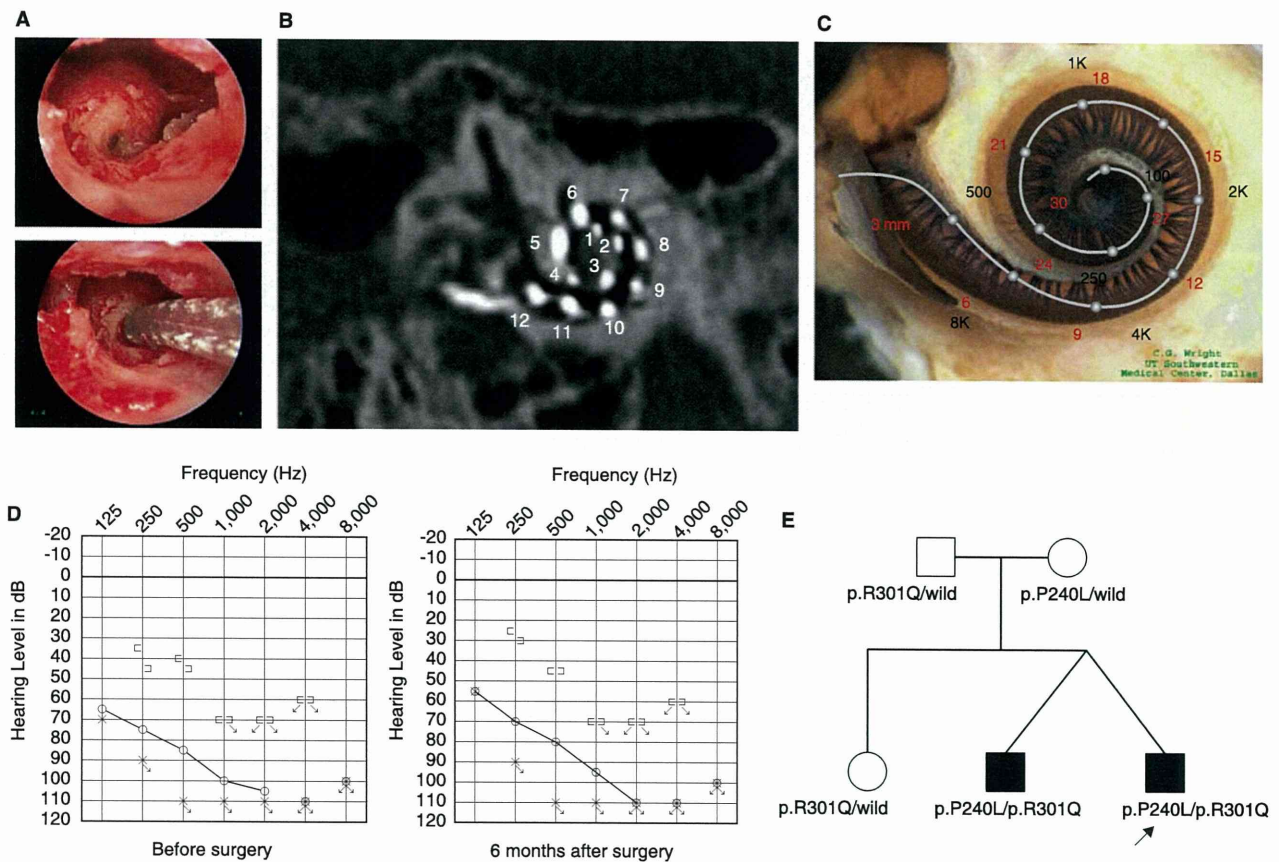 A
B
C
6
7
5
1
2
8
3
4
9
12
11
10
1K
18
21
15
100
500
2K
30
27
3 mm
24
250
12
6
8K
9
4K
C.G. Wright
UT Southwestern
Medical Center, Dallas
D
Frequency (Hz)
125 250 500 1,000 2,000 4,000 8,000
Hearing Level in dB
-20
-10
0
10
20
30
40
50
60
70
80
90
100
110
120
Before surgery
Frequency (Hz)
125 250 500 1,000 2,000 4,000 8,000
Hearing Level in dB
-20
-10
0
10
20
30
40
50
60
70
80
90
100
110
120
6 months after surgery
E
p.R301Q/wild p.P240L/wild
p.R301Q/wild p.P240L/p.R301Q p.P240L/p.R301Q